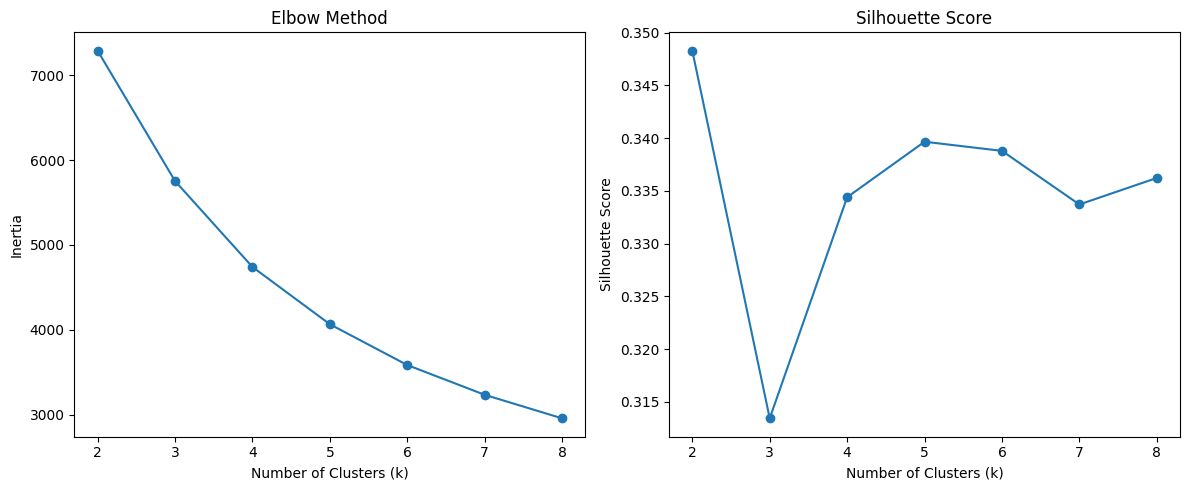 Elbow Method
7000
6000
5000
4000
3000
Inertia
2 3 4 5 6 7 8
Number of Clusters (k)
Silhouette Score
0.350
0.345
0.340
0.335
0.330
0.325
0.320
0.315
Silhouette Score
2 3 4 5 6 7 8
Number of Clusters (k)